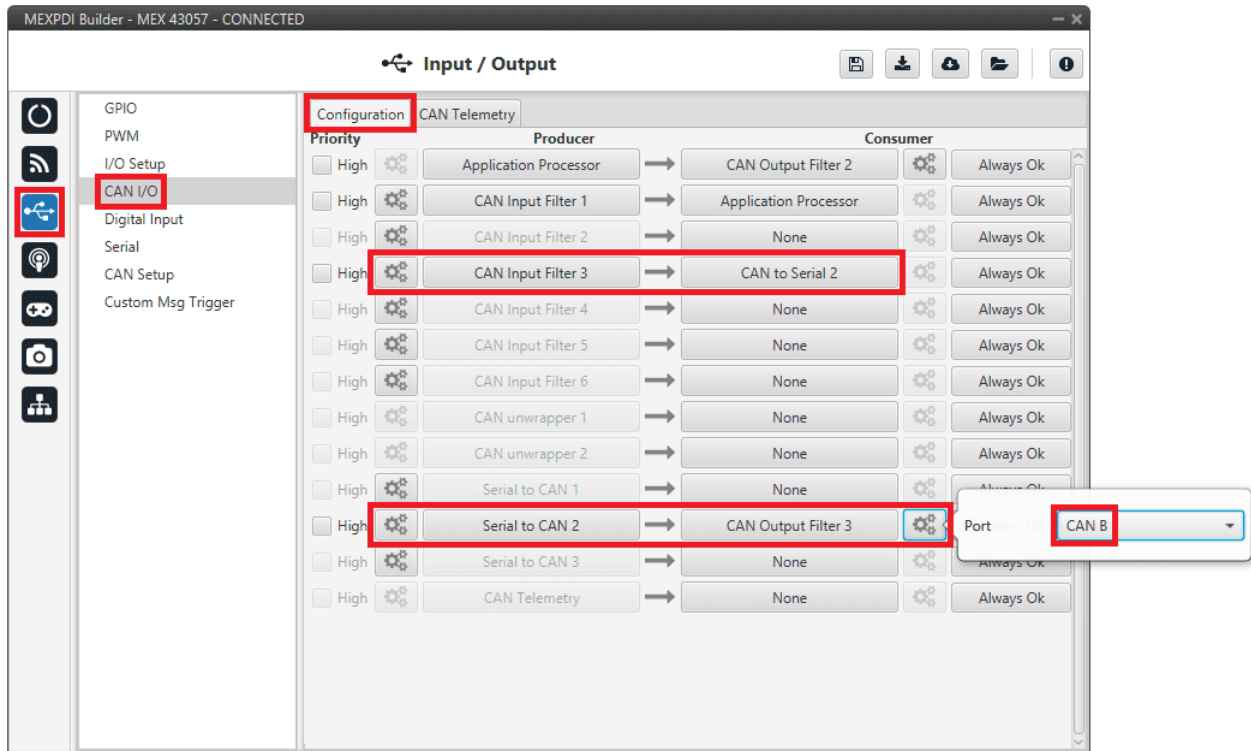 MEXPDI Builder - MEX 43057 - CONNECTED
Input / Output
GPIO
PWM
I/O Setup
CAN I/O
Digital Input
Serial
CAN Setup
Custom Msg Trigger
Configuration CAN Telemetry
Priority Producer Consumer
High Application Processor CAN Output Filter 2 Always Ok
High CAN Input Filter 1 Application Processor Always Ok
High CAN Input Filter 2 None Always Ok
High CAN Input Filter 3 CAN to Serial 2 Always Ok
High CAN Input Filter 4 None Always Ok
High CAN Input Filter 5 None Always Ok
High CAN Input Filter 6 None Always Ok
High CAN unwrapper 1 None Always Ok
High CAN unwrapper 2 None Always Ok
High Serial to CAN 1 None Always Ok
High Serial to CAN 2 CAN Output Filter 3 Port CAN B
High Serial to CAN 3 None Always Ok
High CAN Telemetry None Always Ok